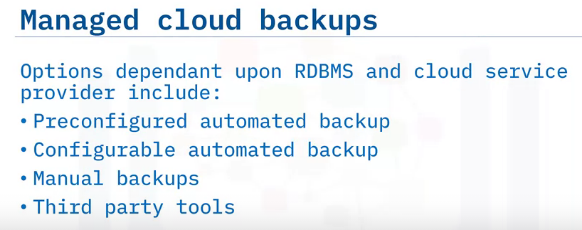 Managed cloud backups
Options dependant upon RDBMS and cloud service
provider include:
• Preconfigured automated backup
• Configurable automated backup
• Manual backups
• Third party tools